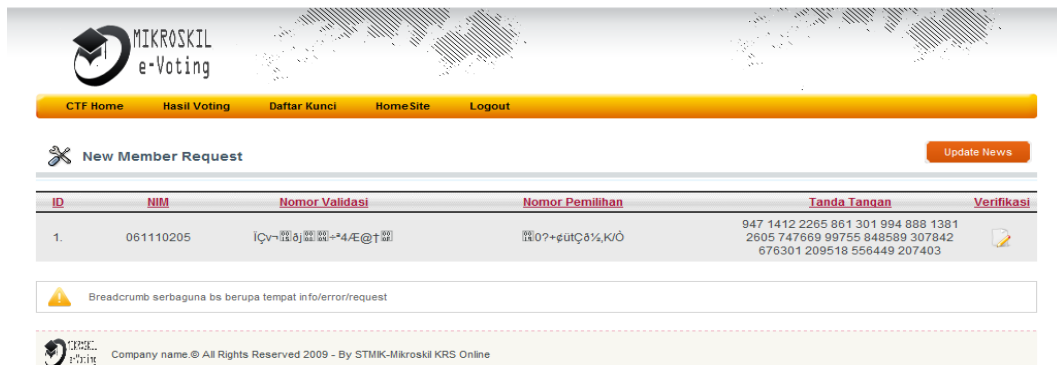 MIKROSKIL
e-Voting
CTF Home Hasil Voting Daftar Kunci HomeSite Logout
New Member Request
Update News
ID NIM Nomor Validasi Nomor Pemilihan Tanda Tangan Verifikasi
1. 061110205 947 1412 2265 861 301 994 888 1381
2605 747669 99755 848589 307842
676301 209518 556449 207403
Breadcrumb serbaguna bs berupa tempat info/error/request
Company name.© All Rights Reserved 2009 - By STMIK-Mikroskil KRS Online